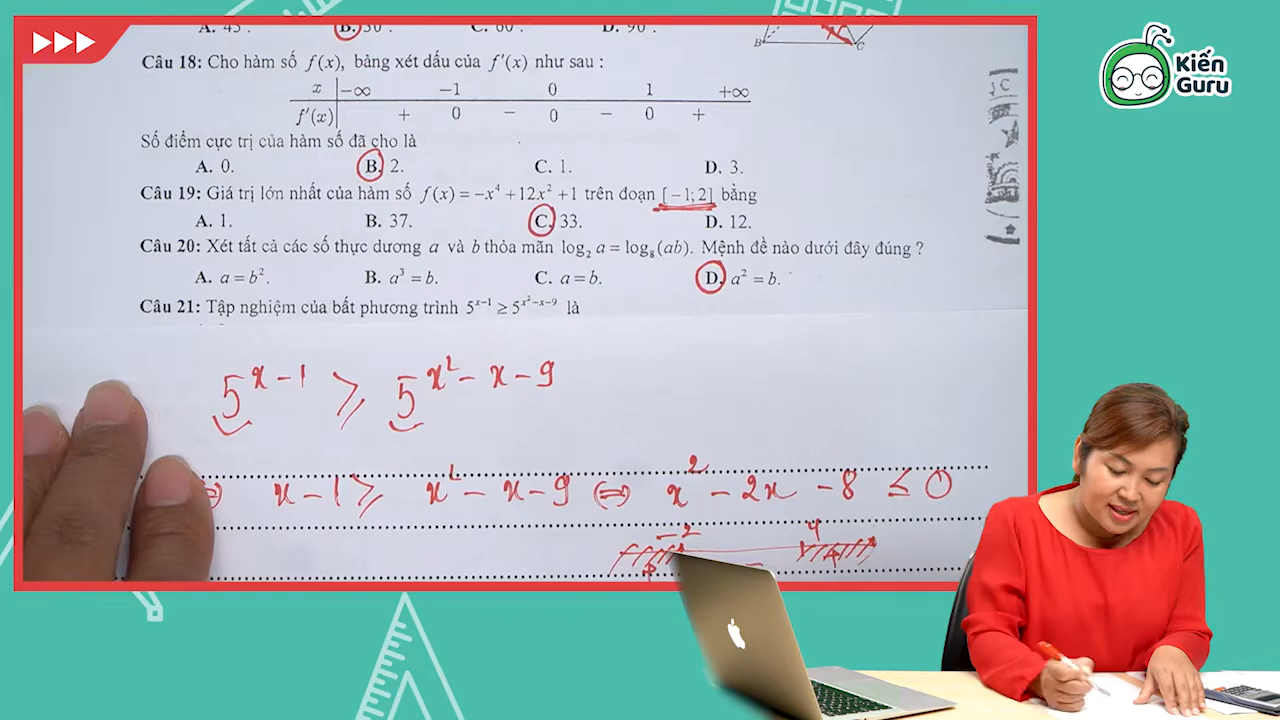 A. 45°. B. 30°. C. 60°. D. 90°.
B C
Câu 18: Cho hàm số f(x), bảng xét dấu của f'(x) như sau :
x −∞ −1 0 1 +∞
f'(x) + 0 − 0 − 0 +
Số điểm cực trị của hàm số đã cho là
A. 0. B. 2. C. 1. D. 3.
Câu 19: Giá trị lớn nhất của hàm số f(x) = −x⁴ +12x² +1 trên đoạn [−1;2] bằng
A. 1. B. 37. C. 33. D. 12.
Câu 20: Xét tất cả các số thực dương a và b thỏa mãn log₂ a = log₈(ab). Mệnh đề nào dưới đây đúng ?
A. a = b². B. a³ = b. C. a = b. D. a² = b.
Câu 21: Tập nghiệm của bất phương trình 5ˣ⁻¹ ≥ 5^(x²−x−9) là
5^(x−1) ⩾ 5^(x²−x−9)
x − 1 ⩾ x² − x − 9 ⇔ x² − 2x − 8 ≤ 0
−2 4
Kiến
Guru